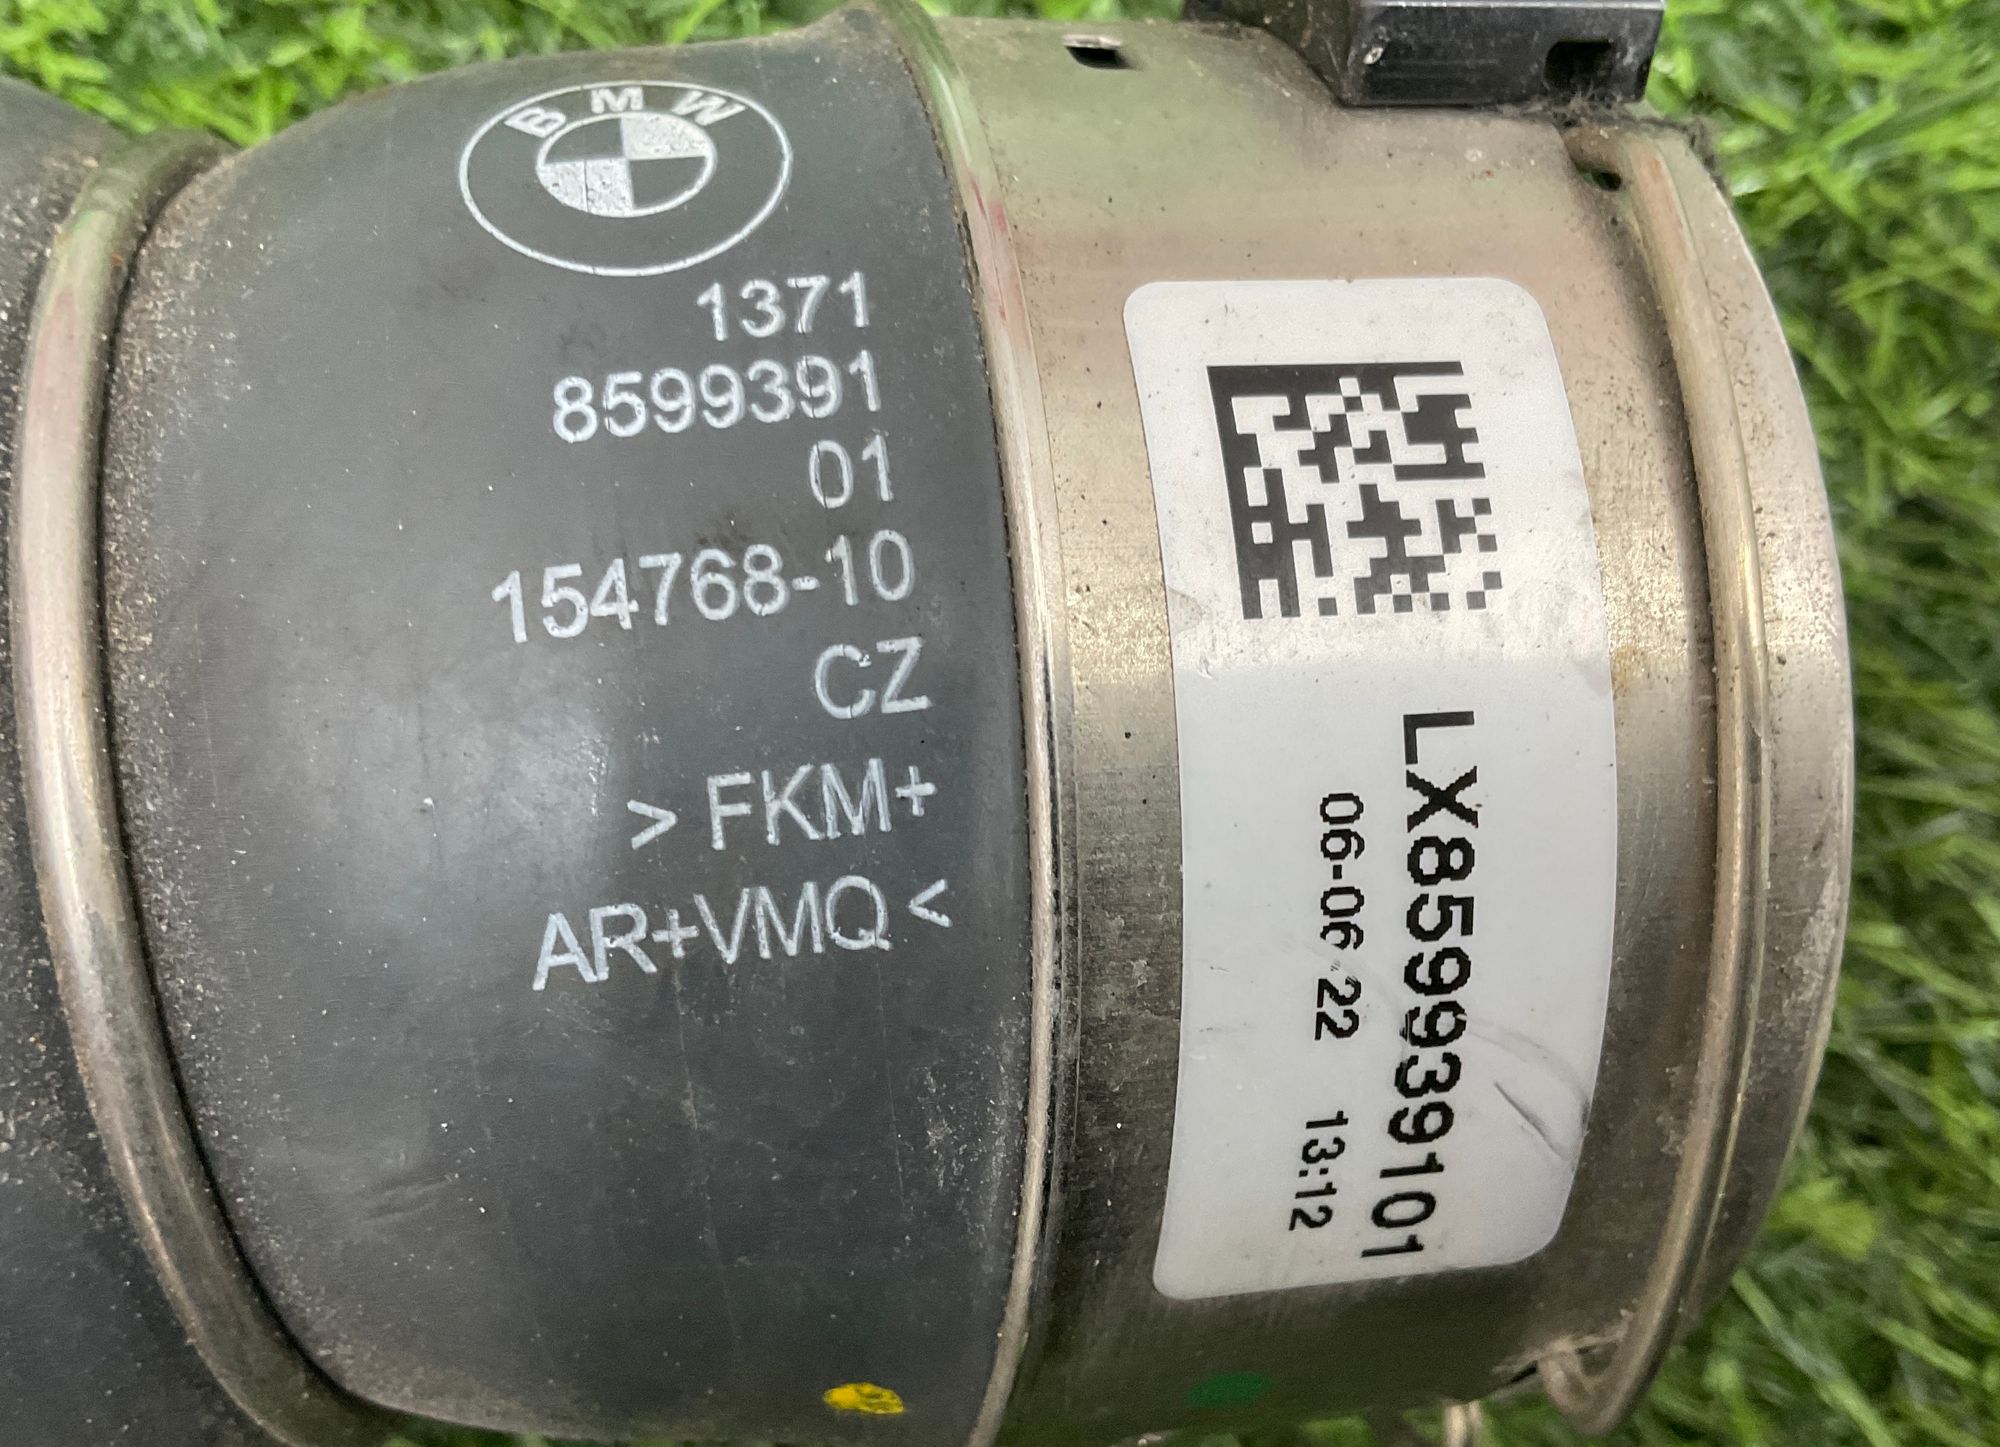 BMW
1371
8599391
01
154768-10
CZ
> FKM+
AR+VMQ <
LX859939101
06-06 22 13:12